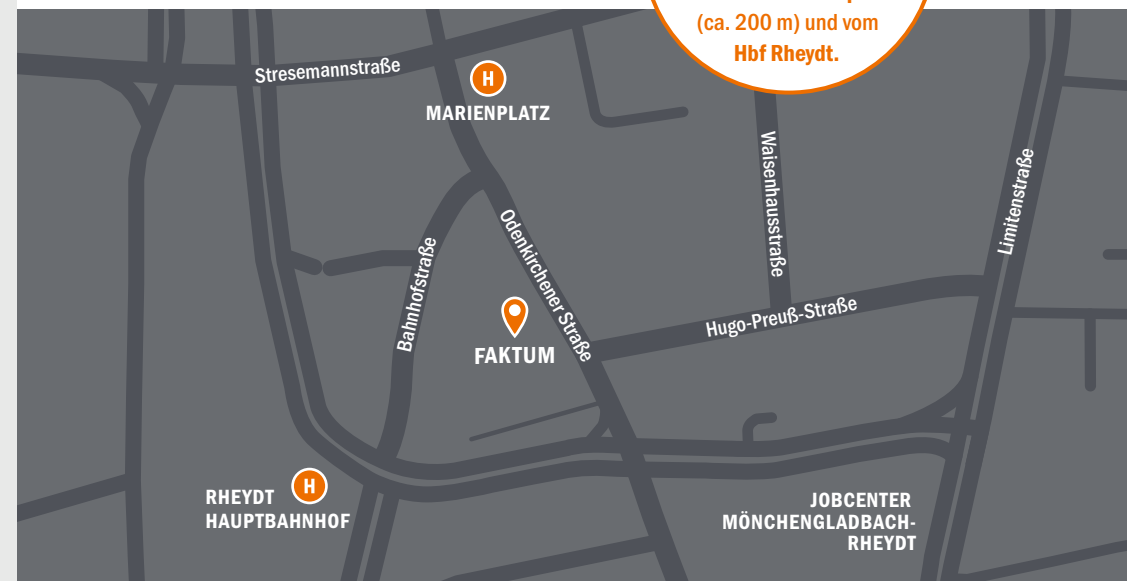 (ca. 200 m) und vom
Hbf Rheydt.
Stresemannstraße
H
MARIENPLATZ
Waisenhausstraße
Limitenstraße
Odenkirchener Straße
Bahnhofstraße
Hugo-Preuß-Straße
FAKTUM
H
RHEYDT
HAUPTBAHNHOF
JOBCENTER
MÖNCHENGLADBACH-
RHEYDT